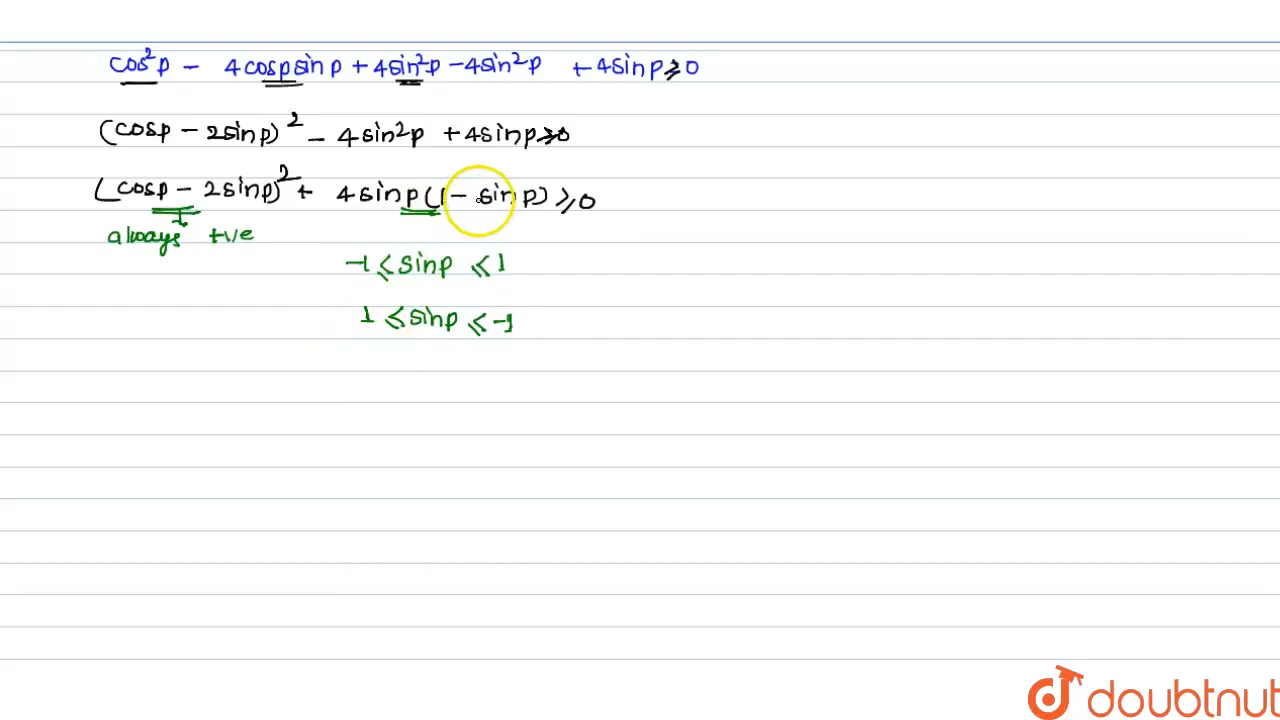 cos²p - 4cospsinp + 4sin²p - 4sin²p + 4sinp ≥ 0
(cosp - 2sinp)² - 4sin²p + 4sinp ≥ 0
(cosp - 2sinp)² + 4sinp(1 - sinp) ≥ 0
always +ve
-1 ≤ sinp ≤ 1
1 ≤ sinp ≤ -1
doubtnut